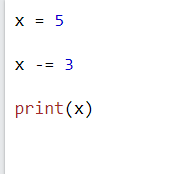 x = 5
x -= 3
print(x)